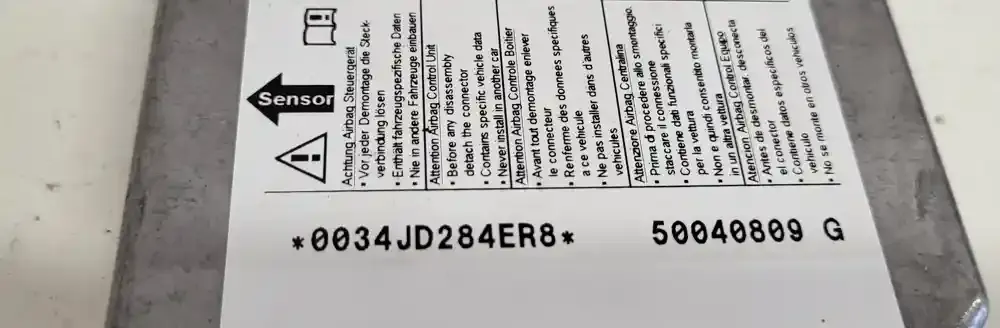 Sensor
Achtung Airbag Steuergerät
• Vor jeder Demontage die Steck-
verbindung lösen
• Enthält fahrzeugspezifische Daten
• Nie in andere Fahrzeuge einbauen
Attention Airbag Control Unit
• Before any disassembly
detach the connector
• Contains specific vehicle data
• Never install in another car
Attention Airbag Controle Boitier
• Avant tout demontage enlever
le connecteur
• Renferme des donnees specifiques
a ce vehicule
• Ne pas installer dans d'autres
vehicules
Attenzione Airbag Centralina
• Prima di procedere allo smontaggio,
staccare il connessione
• Contiene dati funzionali specifici
per la vettura
• Non e quindi consentito montarla
in un altra vettura
Atencion Airbag Control Equipo
• Antes de desmontar, desconecta
el conector
• Contiene datos especificos del
vehiculo
• No se monte en otros vehiculos
*0034JD284ER8*
50040809 G